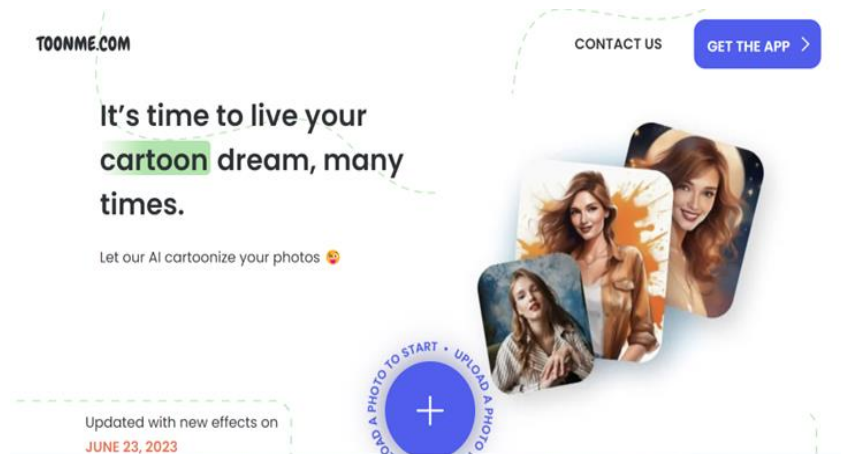 TOONME.COM
CONTACT US
GET THE APP
It’s time to live your
cartoon dream, many
times.
Let our AI cartoonize your photos 😜
UPLOAD A PHOTO TO START • UPLOAD A PHOTO
Updated with new effects on
JUNE 23, 2023